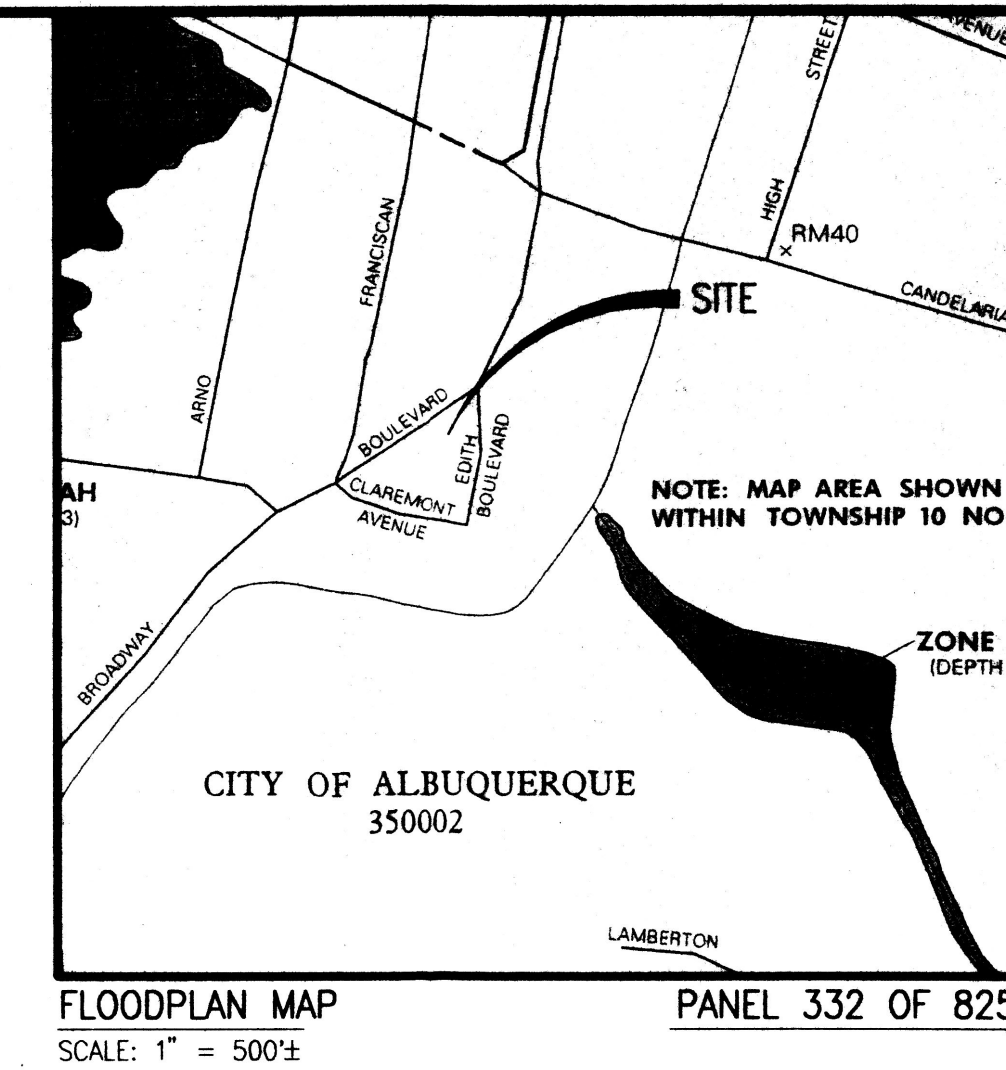 AVENUE
STREET
HIGH
RM40
CANDELARIA
FRANCISCAN
SITE
ARNO
BOULEVARD
EDITH
BOULEVARD
CLAREMONT
AVENUE
AH
3)
NOTE: MAP AREA SHOWN
WITHIN TOWNSHIP 10 NO
BROADWAY
ZONE
(DEPTH
CITY OF ALBUQUERQUE
350002
LAMBERTON
FLOODPLAN MAP
PANEL 332 OF 825
SCALE: 1" = 500'±